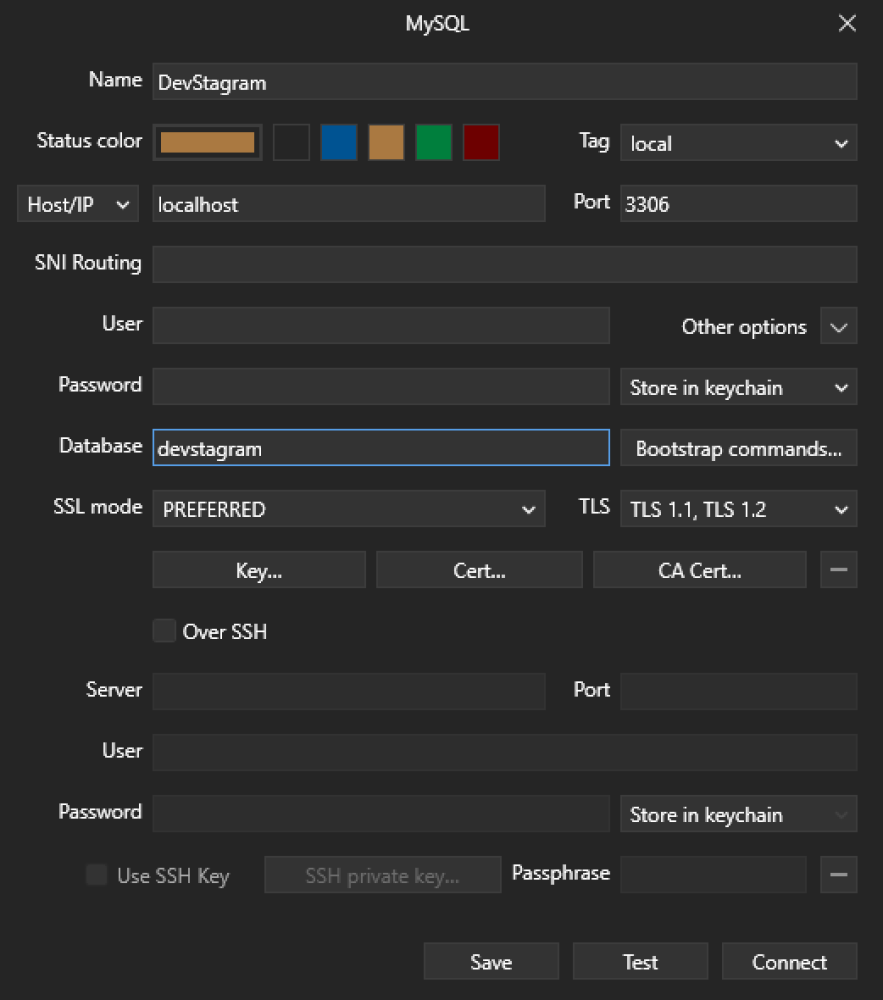 MySQL
Name DevStagram
Status color Tag local
Host/IP localhost Port 3306
SNI Routing
User Other options
Password Store in keychain
Database devstagram Bootstrap commands...
SSL mode PREFERRED TLS TLS 1.1, TLS 1.2
Key... Cert... CA Cert...
Over SSH
Server Port
User
Password Store in keychain
Use SSH Key SSH private key... Passphrase
Save Test Connect